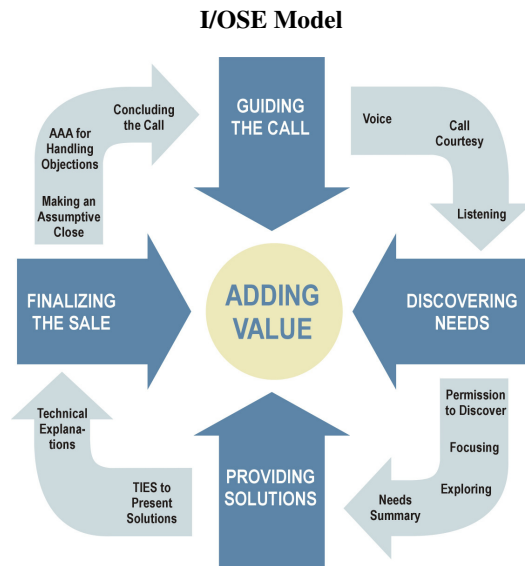 I/OSE Model
GUIDING
THE CALL
Voice
Call
Courtesy
Listening
DISCOVERING
NEEDS
Permission
to Discover
Focusing
Exploring
Needs
Summary
PROVIDING
SOLUTIONS
TIES to
Present
Solutions
Technical
Explana-
tions
FINALIZING
THE SALE
Making an
Assumptive
Close
AAA for
Handling
Objections
Concluding
the Call
ADDING
VALUE